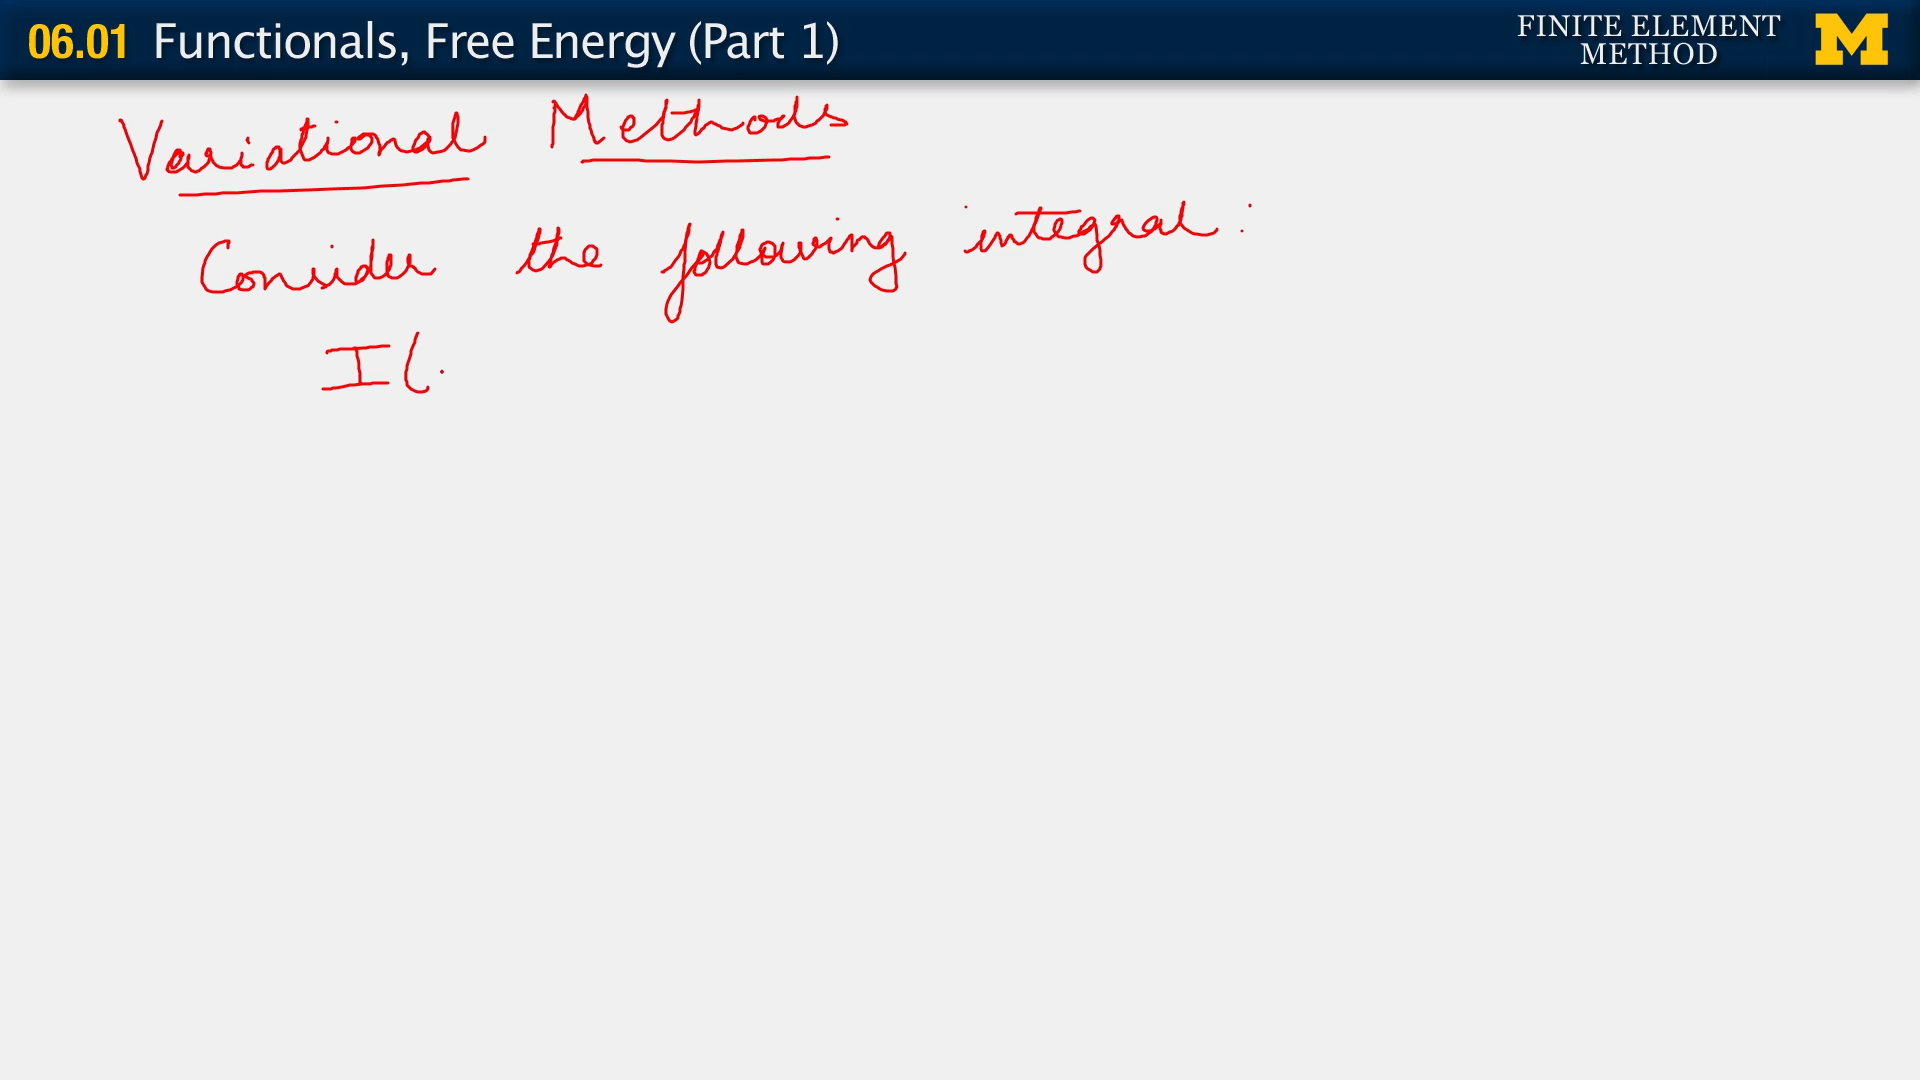 06.01 Functionals, Free Energy (Part 1)
FINITE ELEMENT
METHOD
M
Variational Methods
Consider the following integral:
I(.